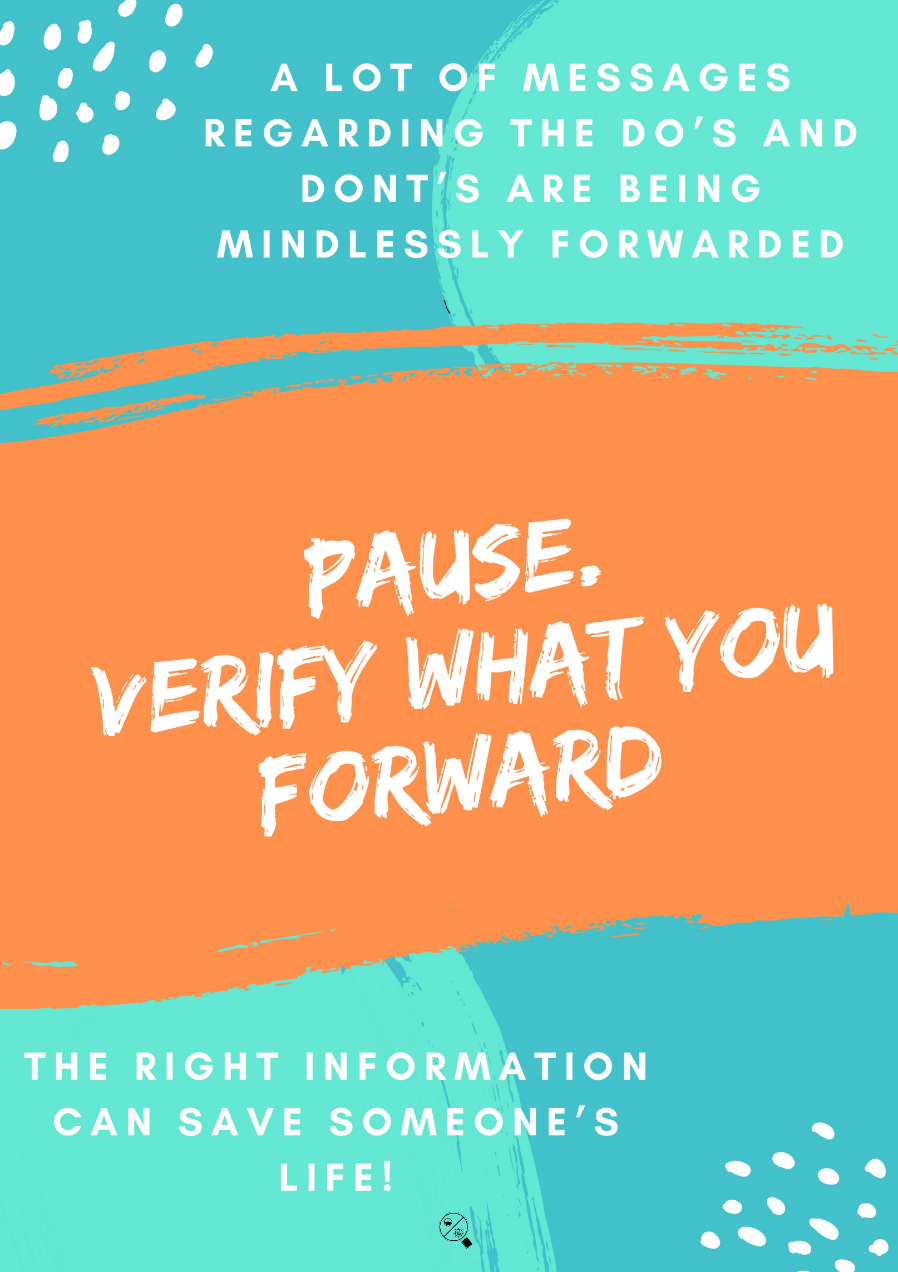 A LOT OF MESSAGES
REGARDING THE DO’S AND
DONT’S ARE BEING
MINDLESSLY FORWARDED
PAUSE.
VERIFY WHAT YOU
FORWARD
THE RIGHT INFORMATION
CAN SAVE SOMEONE’S
LIFE!